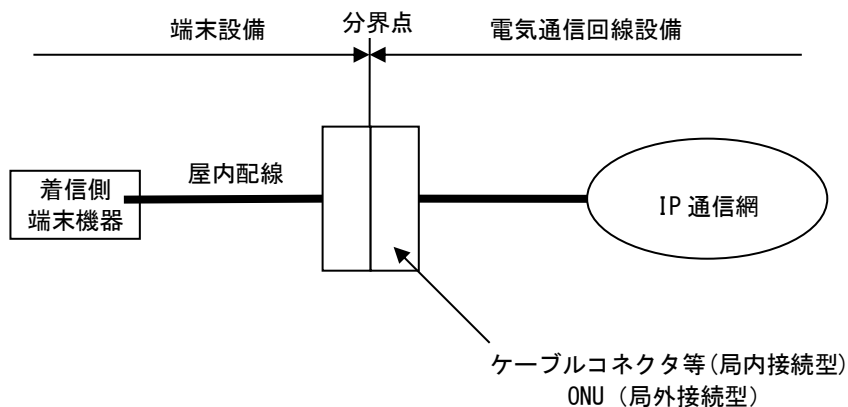 端末設備
分界点
電気通信回線設備
屋内配線
着信側
端末機器
IP 通信網
ケーブルコネクタ等(局内接続型)
ONU (局外接続型)